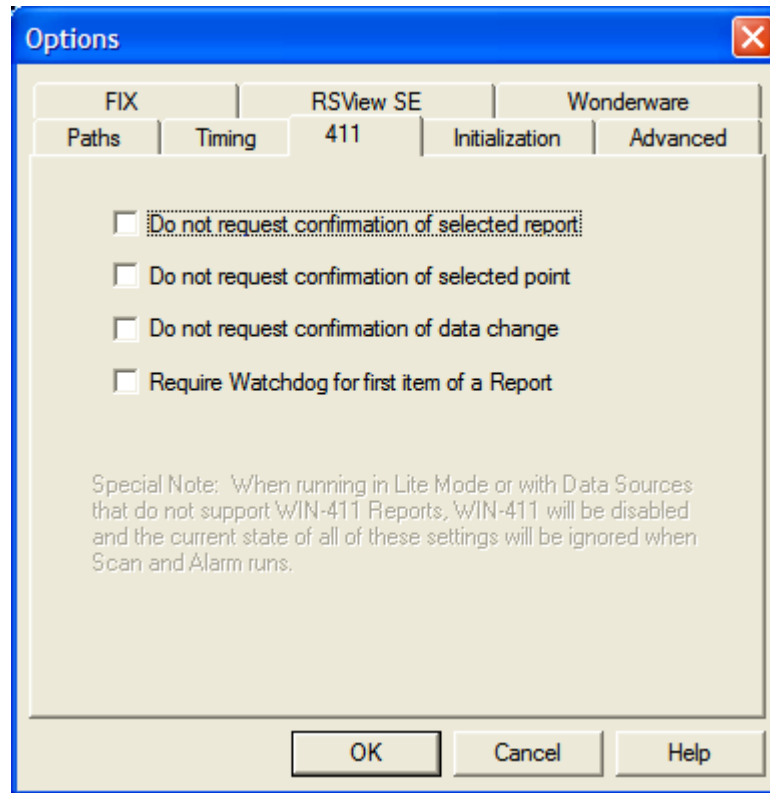 Options
FIX RSView SE Wonderware
Paths Timing 411 Initialization Advanced
Do not request confirmation of selected report
Do not request confirmation of selected point
Do not request confirmation of data change
Require Watchdog for first item of a Report
Special Note: When running in Lite Mode or with Data Sources
that do not support WIN-411 Reports, WIN-411 will be disabled
and the current state of all of these settings will be ignored when
Scan and Alarm runs.
OK Cancel Help